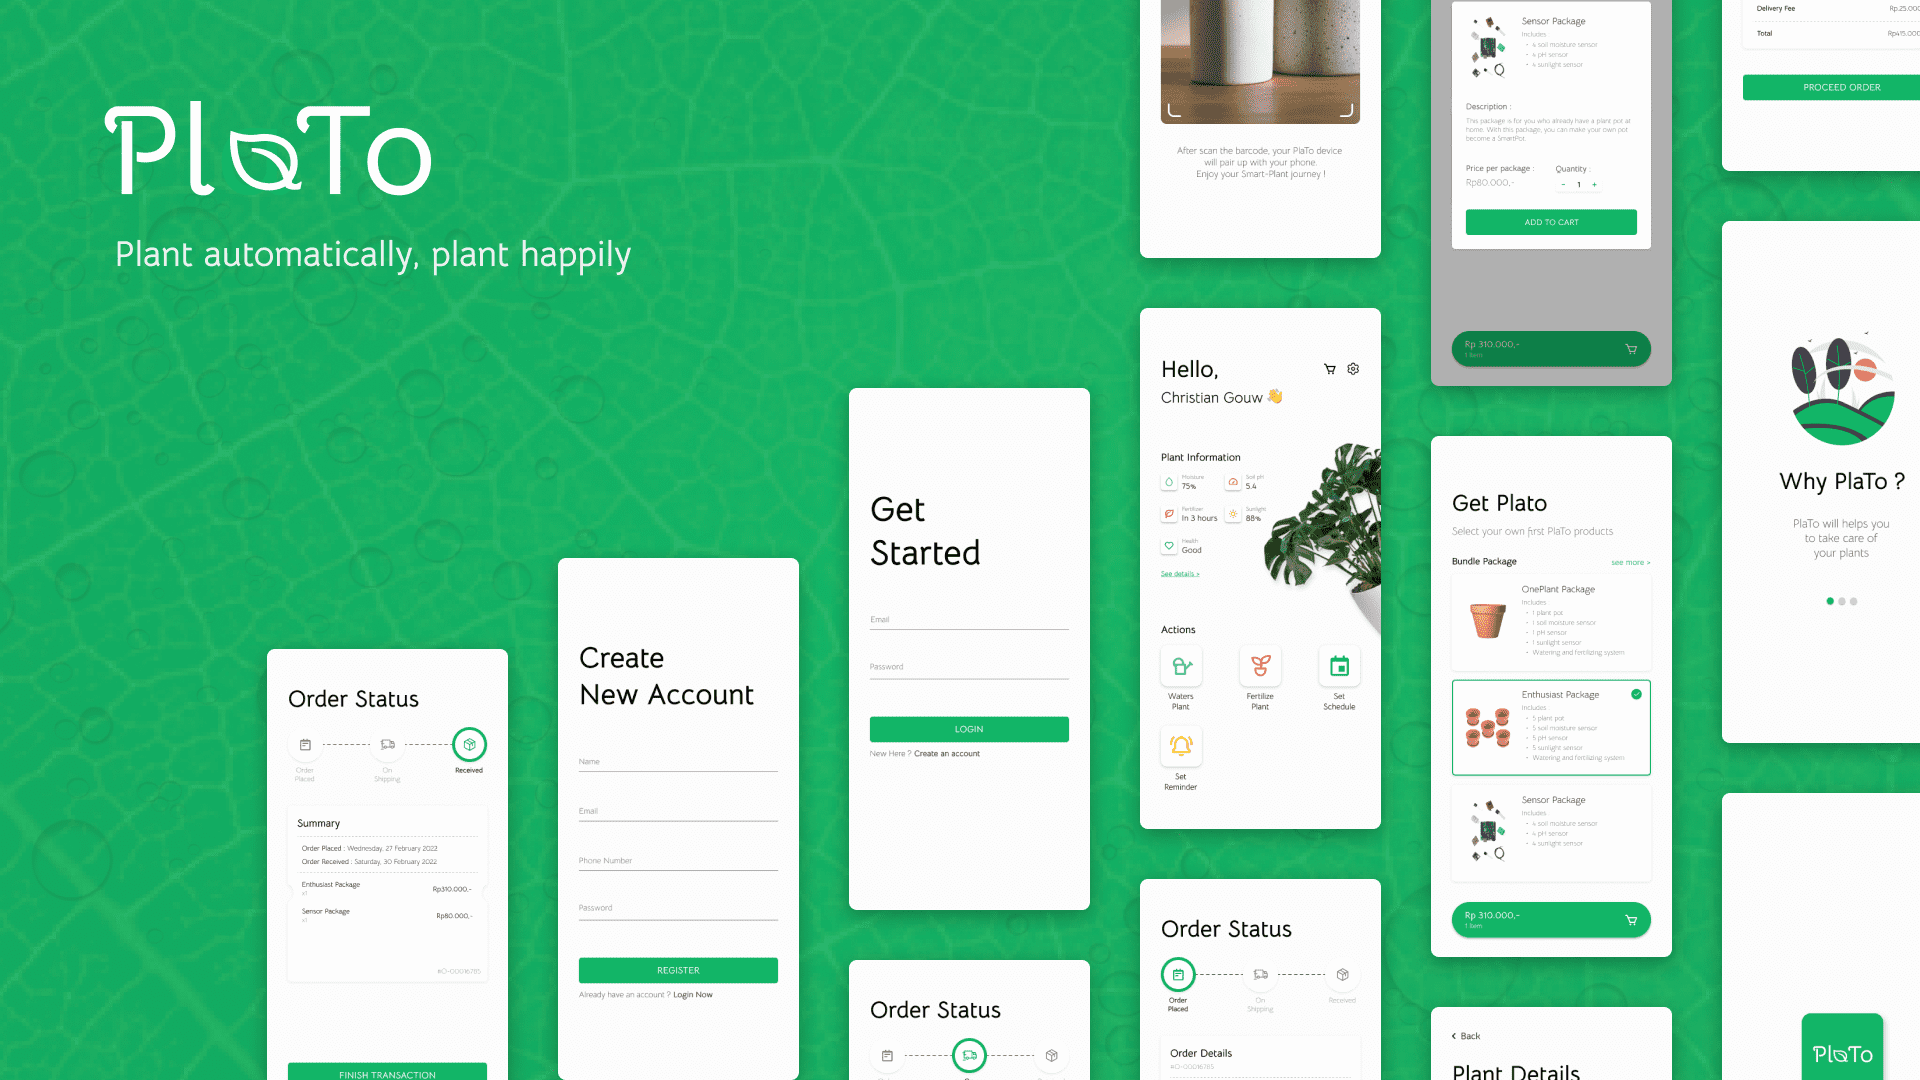 PlaTo
Plant automatically, plant happily
Order Status
Order
Placed
On
Shipping
Received
Summary
Order Placed : Wednesday, 27 February 2022
Order Received : Saturday, 30 February 2022
Enthusiast Package
x1
Rp310.000,-
Sensor Package
x1
Rp80.000,-
#O-00016785
FINISH TRANSACTION
Create
New Account
Name
Email
Phone Number
Password
REGISTER
Already have an account ? Login Now
Get
Started
Email
Password
LOGIN
New Here ? Create an account
Order Status
After scan the barcode, your PlaTo device
will pair up with your phone.
Enjoy your Smart-Plant journey !
Hello,
Christian Gouw 👋
Plant Information
Moisture
75%
Soil pH
5.4
Fertilizer
In 3 hours
Sunlight
88%
Health
Good
See details >
Actions
Waters
Plant
Fertilize
Plant
Set
Schedule
Set
Reminder
Order Status
Order
Placed
On
Shipping
Received
Order Details
#O-00016785
Sensor Package
Includes
• 4 soil moisture sensor
• 4 pH sensor
• 4 sunlight sensor
Description :
This package is for you who already have a plant pot at
home. With this package, you can make your own pot
become a SmartPot.
Price per package :
Rp80.000,-
Quantity :
- 1 +
ADD TO CART
Rp 310.000,-
1 Item
Get Plato
Select your own first PlaTo products
Bundle Package
see more >
OnePlant Package
Includes
• 1 plant pot
• 1 soil moisture sensor
• 1 pH sensor
• 1 sunlight sensor
• Watering and fertilizing system
Enthusiast Package
Includes
• 5 plant pot
• 5 soil moisture sensor
• 5 pH sensor
• 5 sunlight sensor
• Watering and fertilizing system
Sensor Package
Includes
• 4 soil moisture sensor
• 4 pH sensor
• 4 sunlight sensor
Rp 310.000,-
1 Item
< Back
Plant Details
Delivery Fee
Rp.25.000
Total
Rp415.000
PROCEED ORDER
Why PlaTo ?
PlaTo will helps you
to take care of
your plants
PlaTo